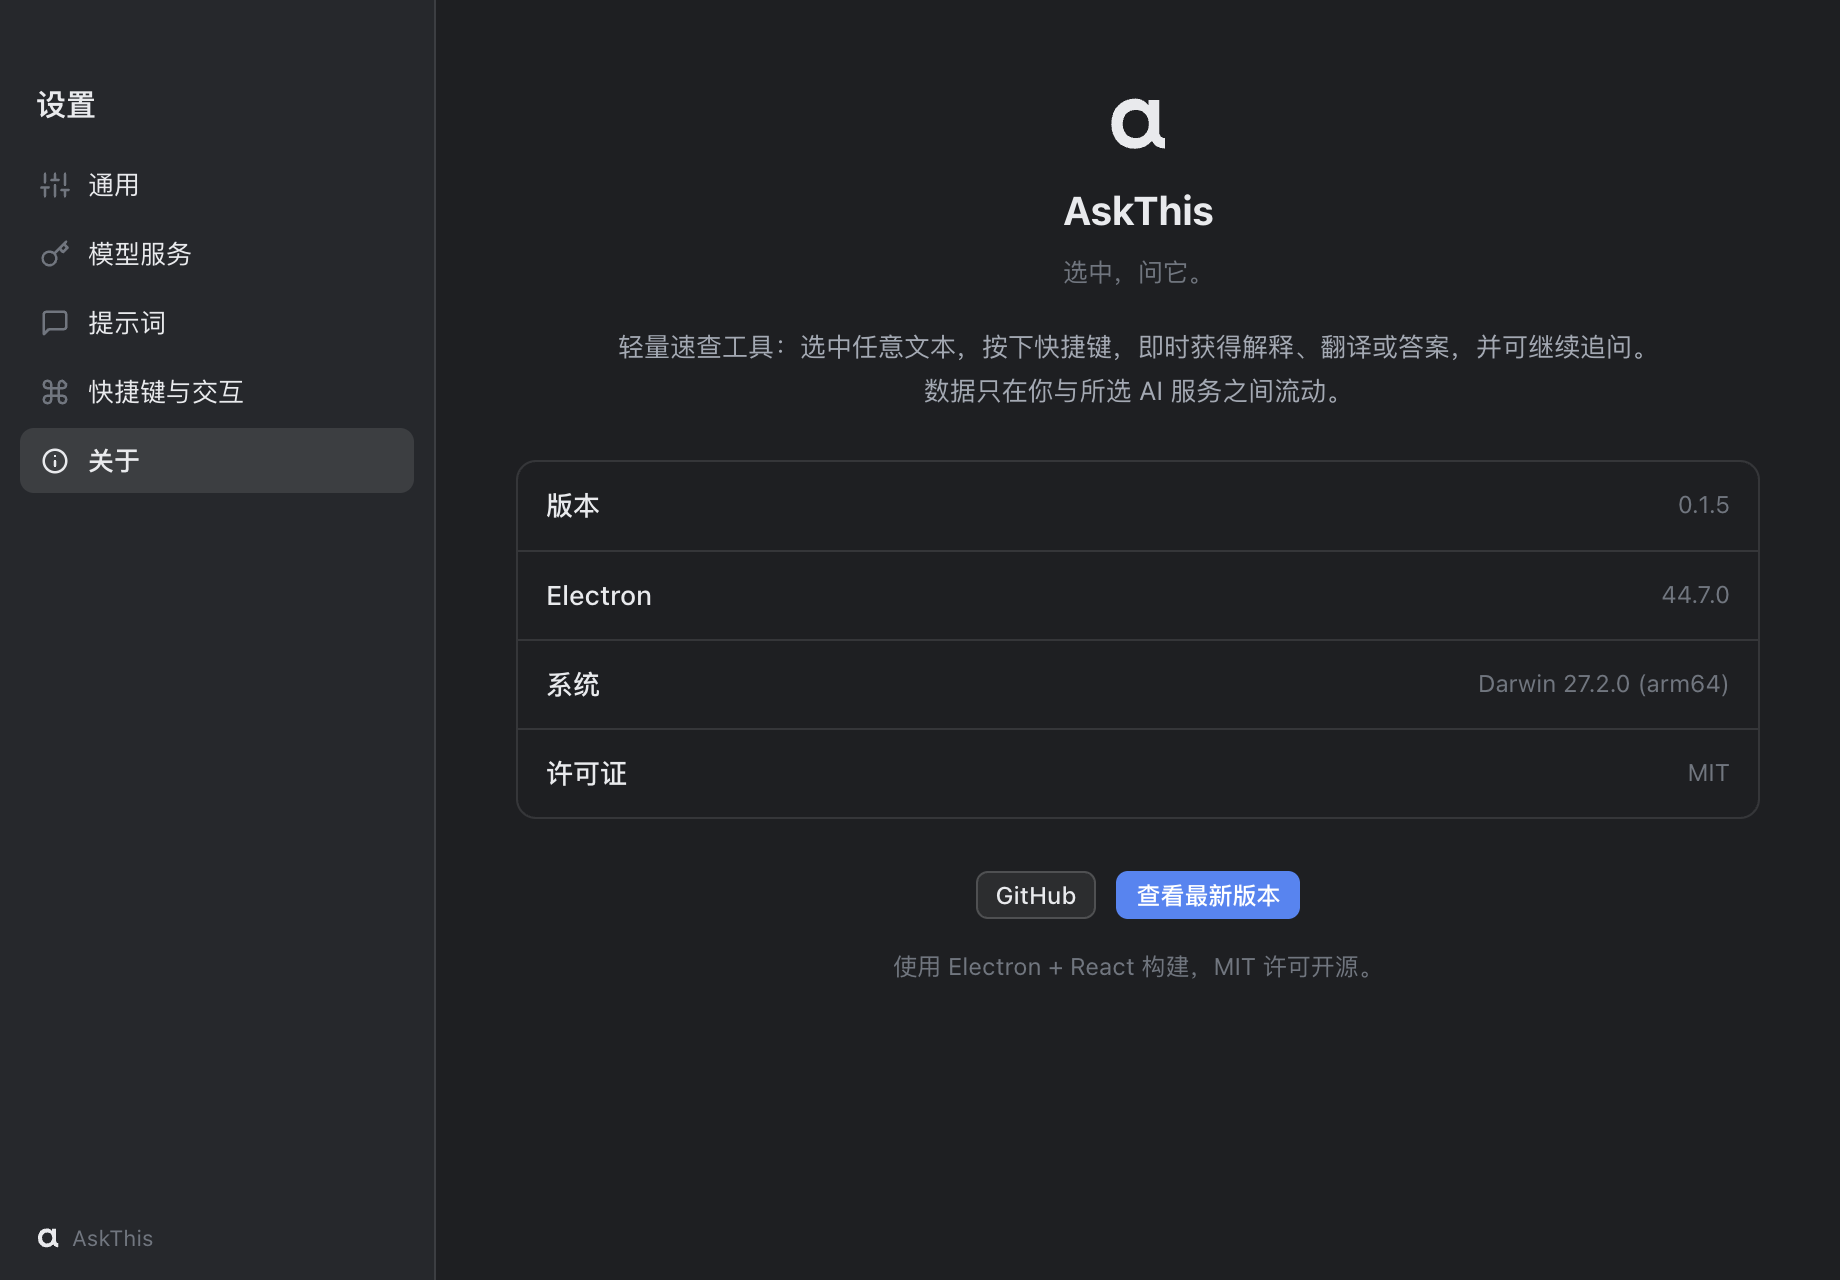 设置
通用
模型服务
提示词
快捷键与交互
关于
AskThis
AskThis
选中，问它。
轻量速查工具：选中任意文本，按下快捷键，即时获得解释、翻译或答案，并可继续追问。
数据只在你与所选 AI 服务之间流动。
版本 0.1.5
Electron 44.7.0
系统 Darwin 27.2.0 (arm64)
许可证 MIT
GitHub 查看最新版本
使用 Electron + React 构建，MIT 许可开源。